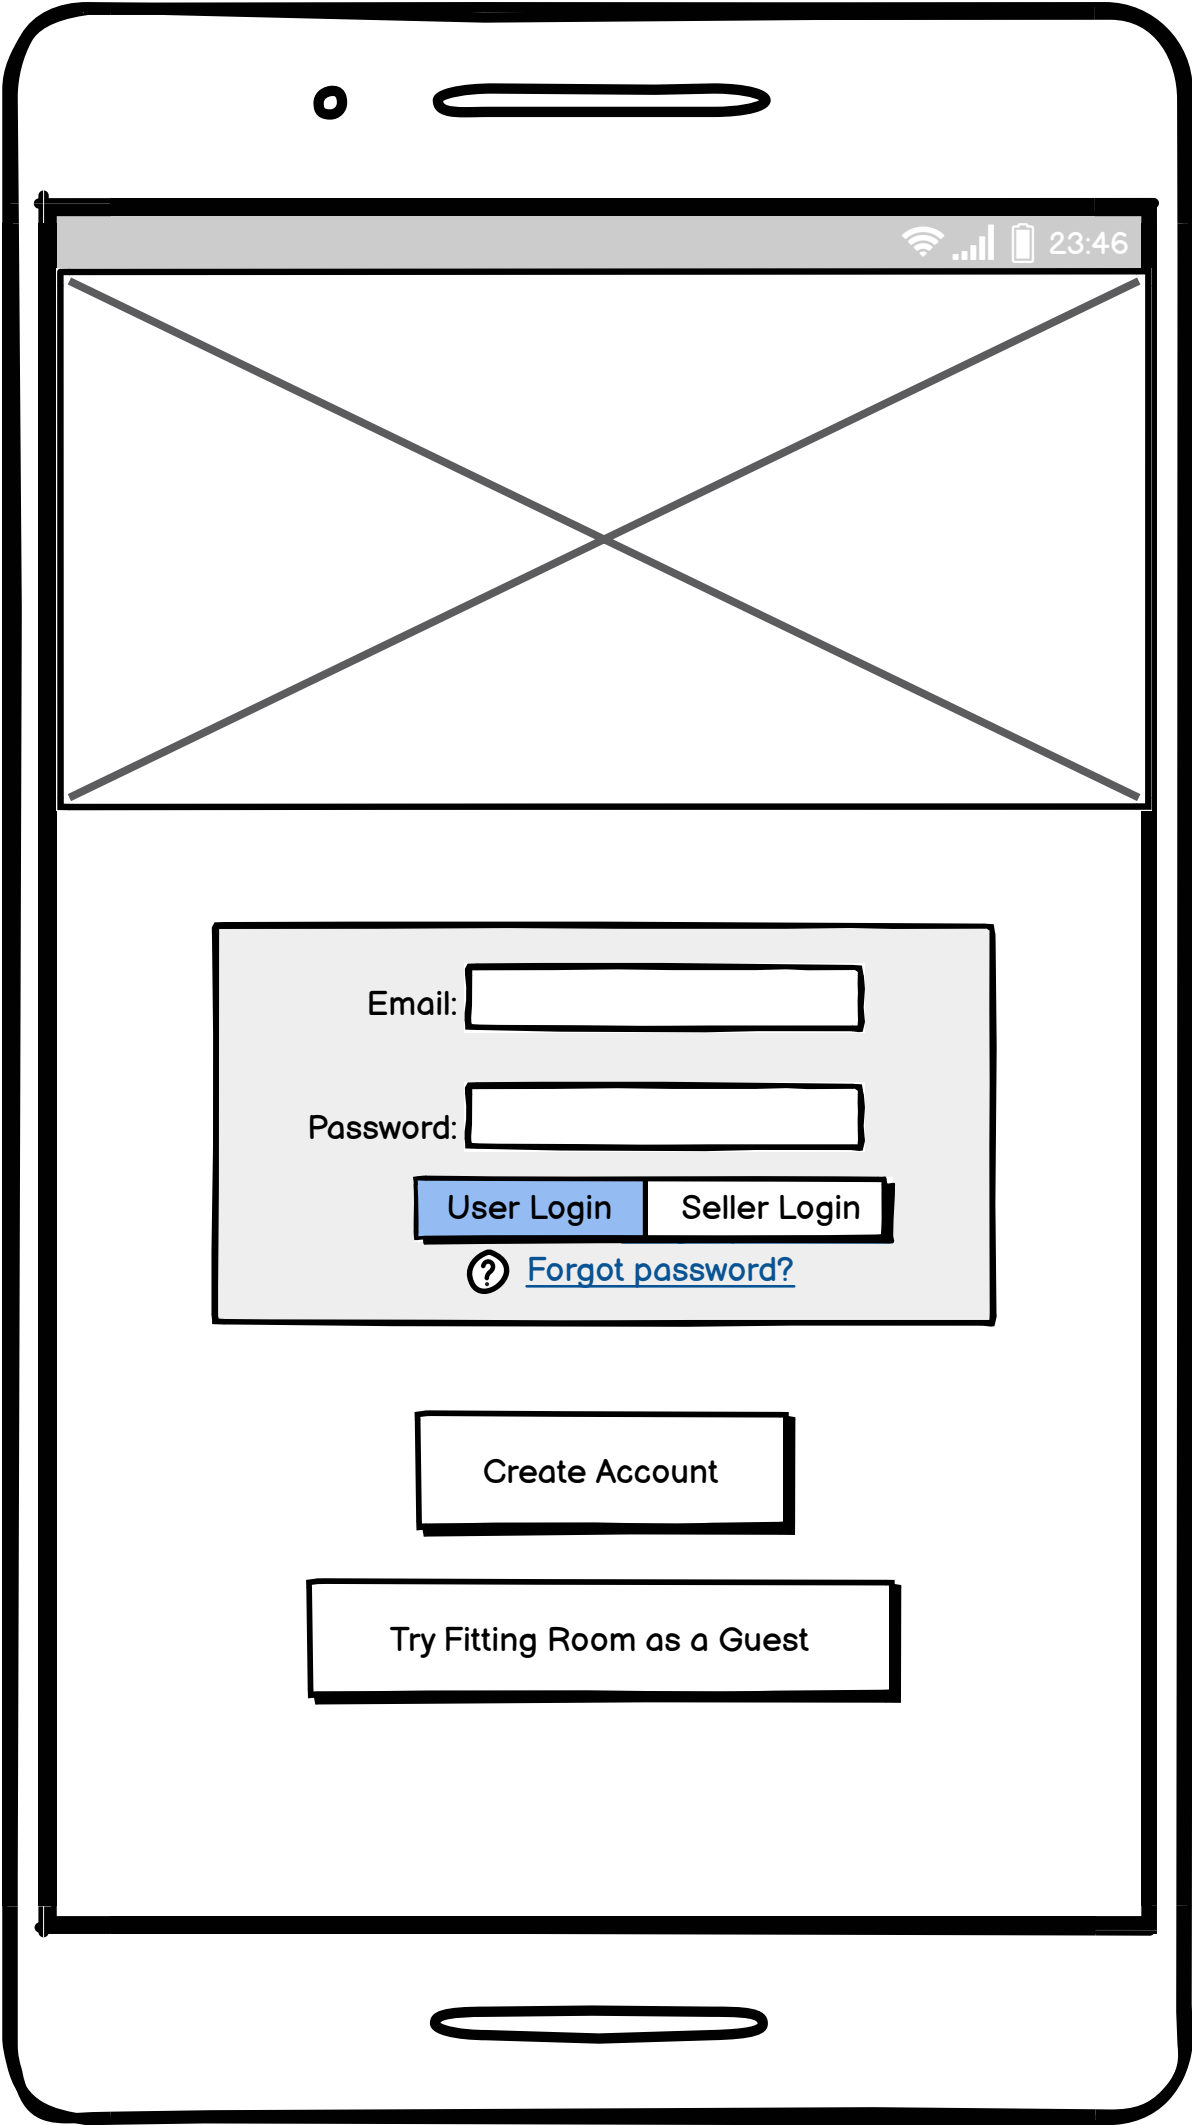 23:46
Email:
Password:
User Login Seller Login
? Forgot password?
Create Account
Try Fitting Room as a Guest